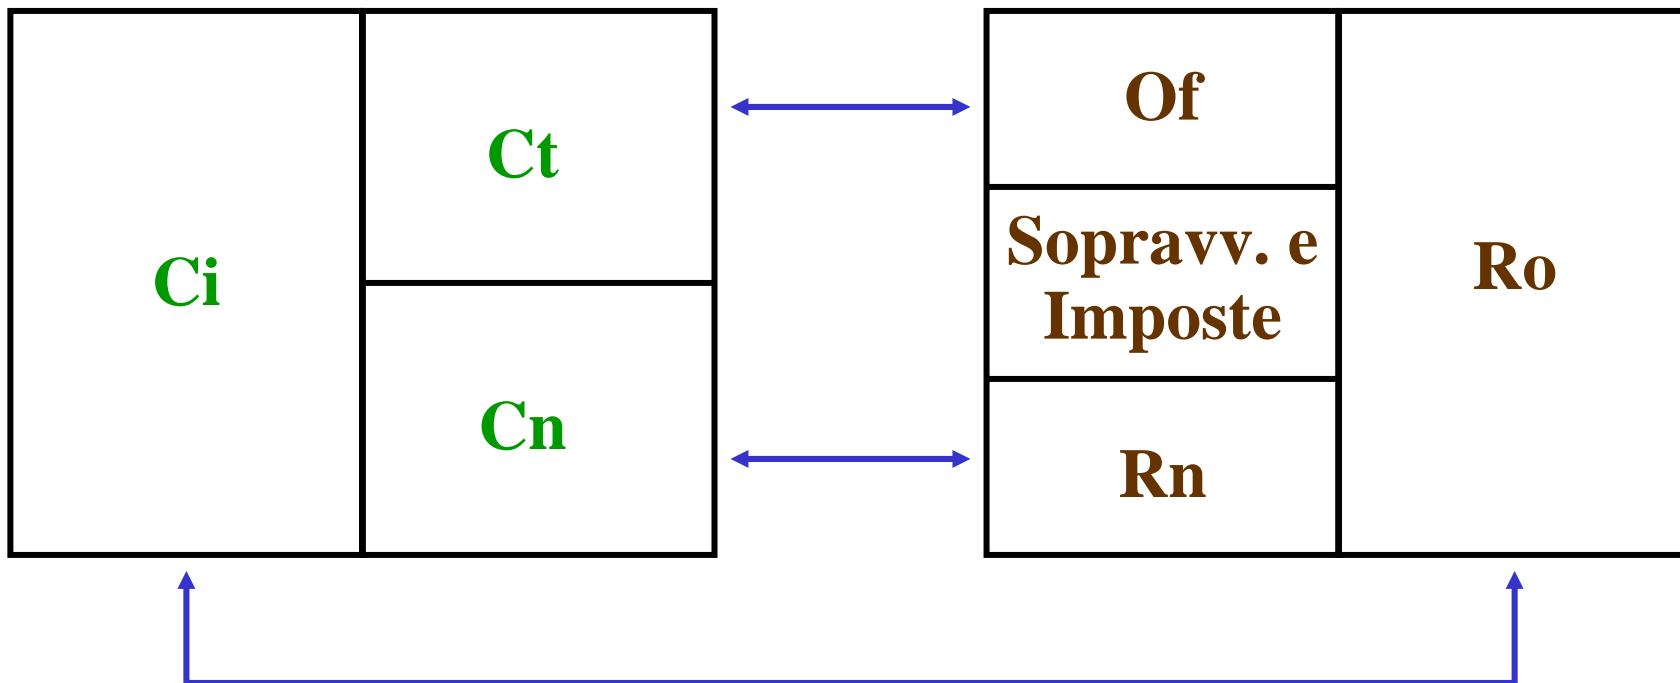 Ci
Ct
Cn
Of
Sopravv. e
Imposte
Rn
Ro